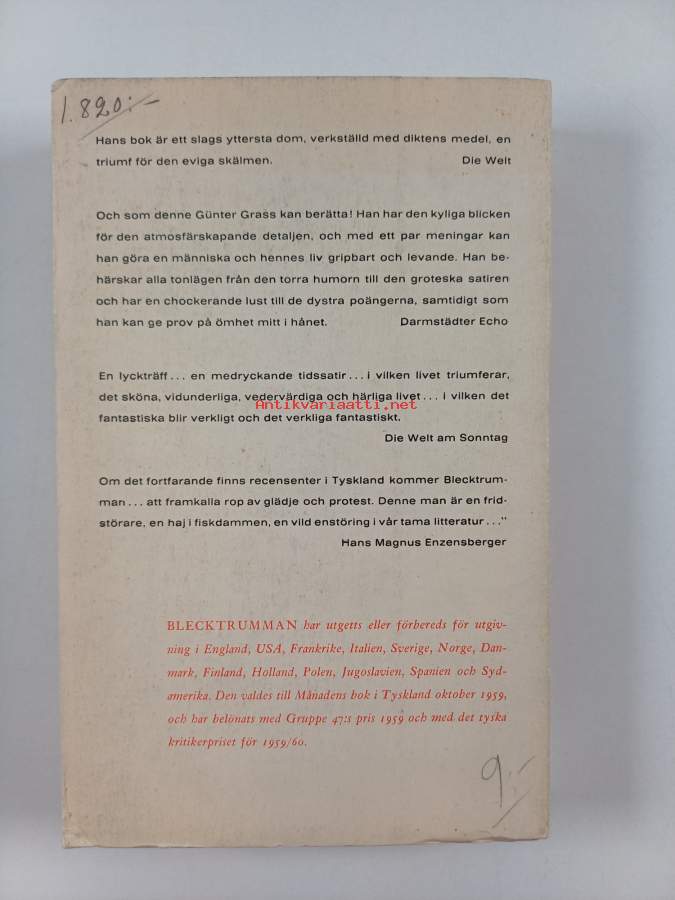 1.820:-
Hans bok är ett slags yttersta dom, verkställd med diktens medel, en
triumf för den eviga skälmen. Die Welt
Och som denne Günter Grass kan berätta! Han har den kyliga blicken
för den atmosfärskapande detaljen, och med ett par meningar kan
han göra en människa och hennes liv gripbart och levande. Han be-
härskar alla tonlägen från den torra humorn till den groteska satiren
och har en chockerande lust till de dystra poängerna, samtidigt som
han kan ge prov på ömhet mitt i hånet. Darmstädter Echo
En lyckträff... en medryckande tidssatir... i vilken livet triumferar,
det sköna, vidunderliga, vedervärdiga och härliga livet... i vilken det
Antikvariaatti.net
fantastiska blir verkligt och det verkliga fantastiskt.
Die Welt am Sonntag
Om det fortfarande finns recensenter i Tyskland kommer Blecktrum-
man... att framkalla rop av glädje och protest. Denne man är en frid-
störare, en haj i fiskdammen, en vild enstöring i vår tama litteratur..."
Hans Magnus Enzensberger
BLECKTRUMMAN har utgetts eller förbereds för utgiv-
ning i England, USA, Frankrike, Italien, Sverige, Norge, Dan-
mark, Finland, Holland, Polen, Jugoslavien, Spanien och Syd-
amerika. Den valdes till Månadens bok i Tyskland oktober 1959,
och har belönats med Gruppe 47:s pris 1959 och med det tyska
kritikerpriset för 1959/60.
9:-